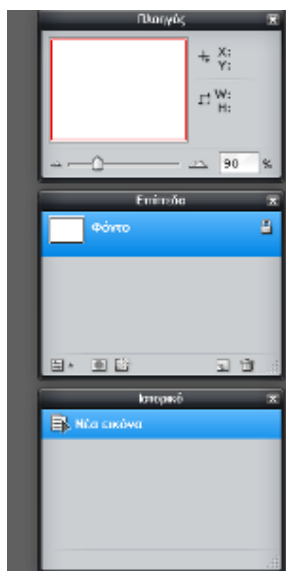 Πλοηγός
X:
Y:
W:
H:
90 %
Επίπεδα
Φόντο
Ιστορικό
Νέα εικόνα